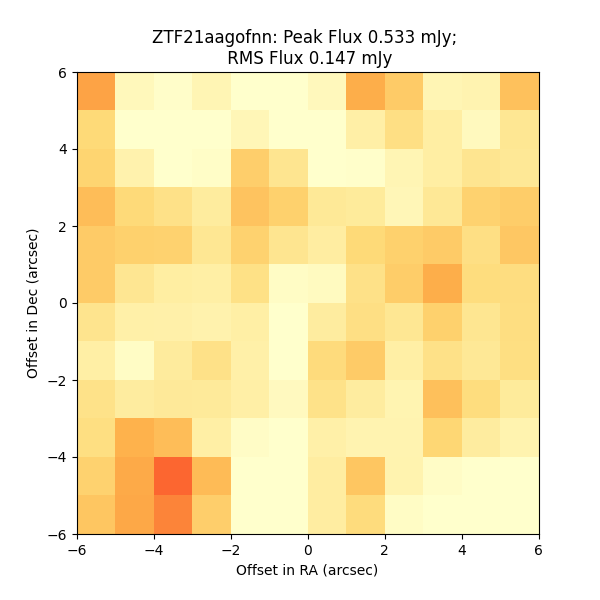 ZTF21aagofnn: Peak Flux 0.533 mJy;
RMS Flux 0.147 mJy
6
4
2
0
−2
−4
−6
Offset in Dec (arcsec)
−6 −4 −2 0 2 4 6
Offset in RA (arcsec)